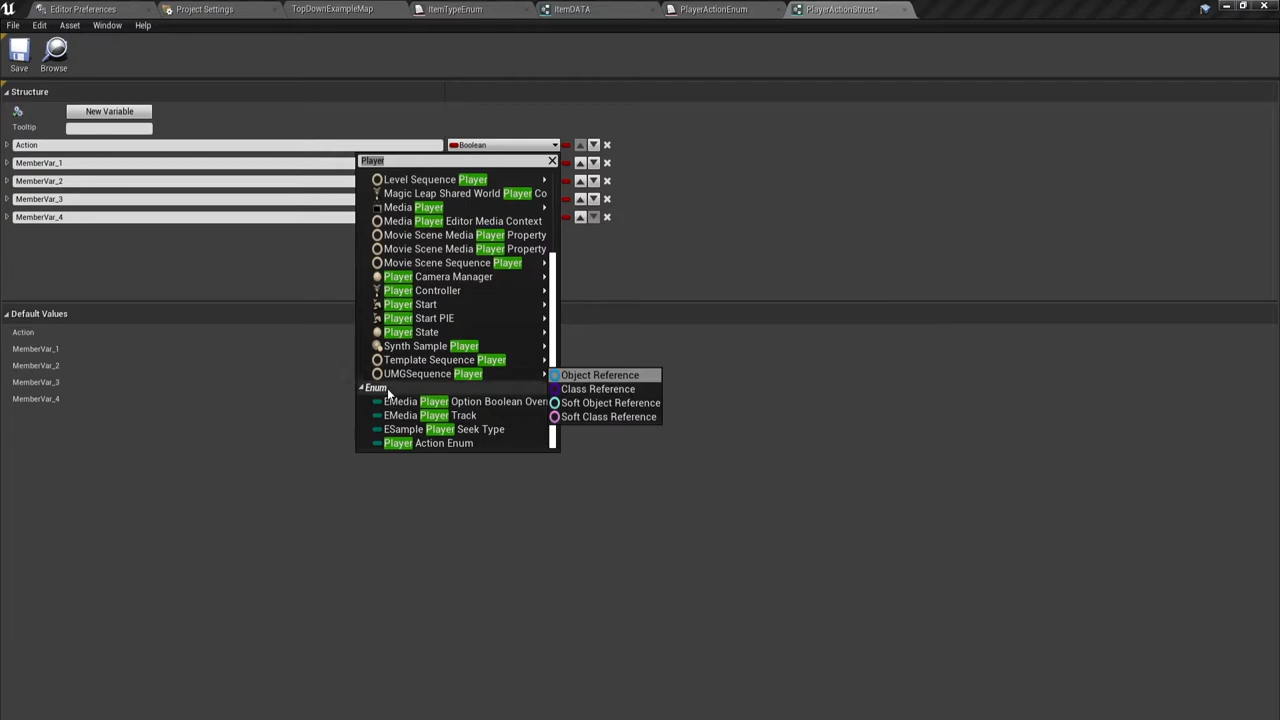 Editor Preferences
Project Settings
TopDownExampleMap
ItemTypeEnum
ItemDATA
PlayerActionEnum
PlayerActionStruct•
File Edit Asset Window Help
Save Browse
Structure
New Variable
Tooltip
Action Boolean
Player
MemberVar_1
Level Sequence Player
MemberVar_2
Magic Leap Shared World Player Co
MemberVar_3
Media Player
MemberVar_4
Media Player Editor Media Context
Movie Scene Media Player Property
Movie Scene Media Player Property
Movie Scene Sequence Player
Player Camera Manager
Player Controller
Player Start
Player Start PIE
Player State
Synth Sample Player
Template Sequence Player
UMGSequence Player
Enum
EMedia Player Option Boolean Over
EMedia Player Track
ESample Player Seek Type
Player Action Enum
Object Reference
Class Reference
Soft Object Reference
Soft Class Reference
Default Values
Action
MemberVar_1
MemberVar_2
MemberVar_3
MemberVar_4